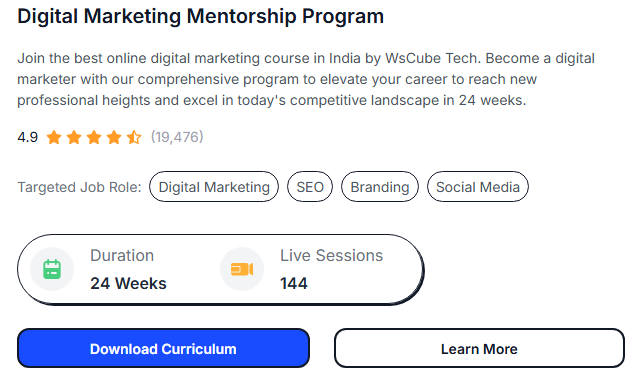 Digital Marketing Mentorship Program
Join the best online digital marketing course in India by WsCube Tech. Become a digital
marketer with our comprehensive program to elevate your career to reach new
professional heights and excel in today's competitive landscape in 24 weeks.
4.9 (19,476)
Targeted Job Role: Digital Marketing SEO Branding Social Media
Duration Live Sessions
24 Weeks 144
Download Curriculum Learn More